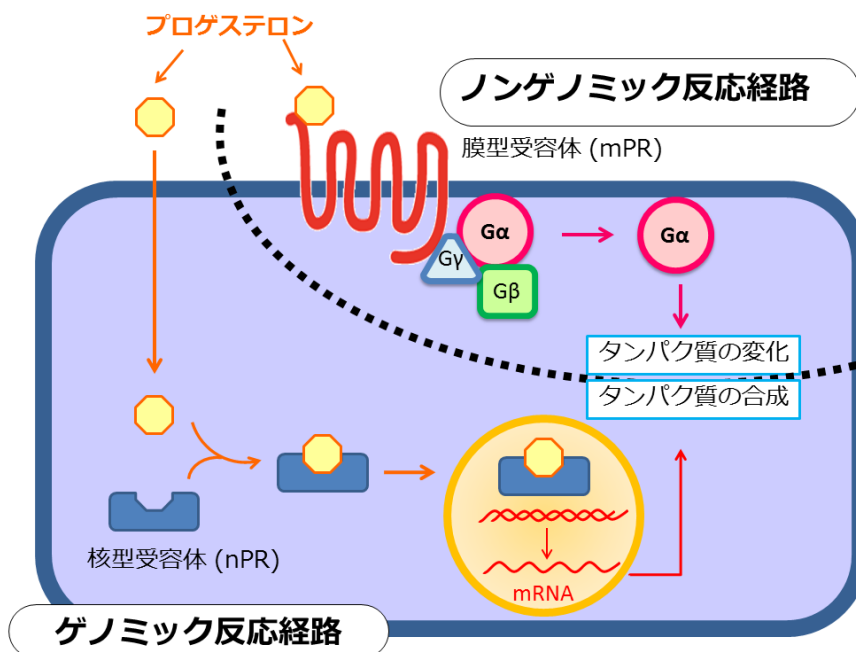 プロゲステロン
ノンゲノミック反応経路
膜型受容体 (mPR)
Gα
Gα
Gγ
Gβ
タンパク質の変化
タンパク質の合成
核型受容体 (nPR)
mRNA
ゲノミック反応経路